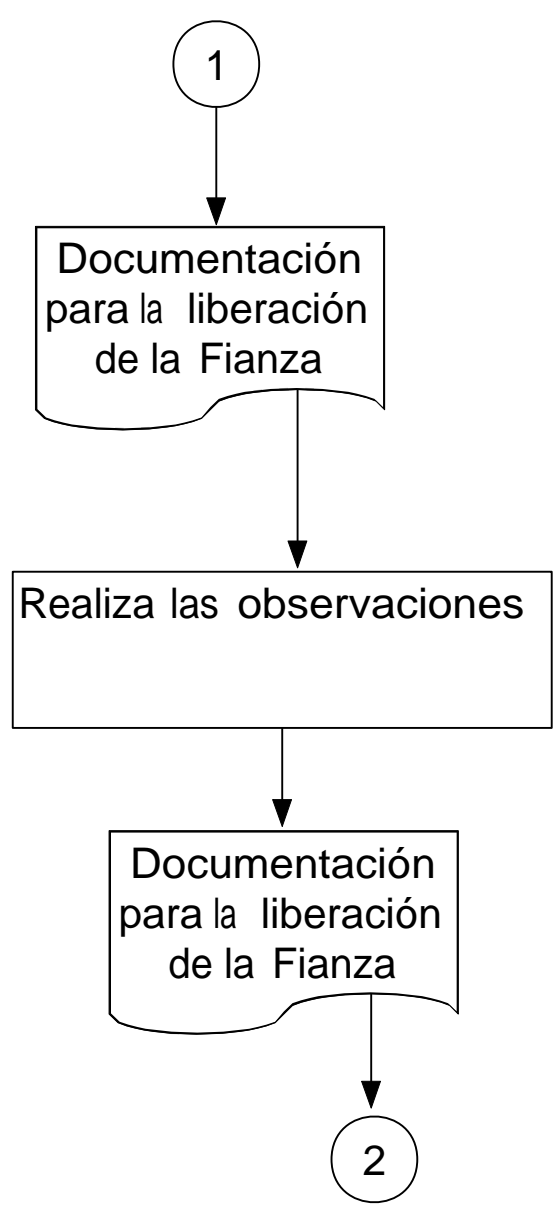 1
Documentación
para la liberación
de la Fianza
Realiza las observaciones
Documentación
para la liberación
de la Fianza
2